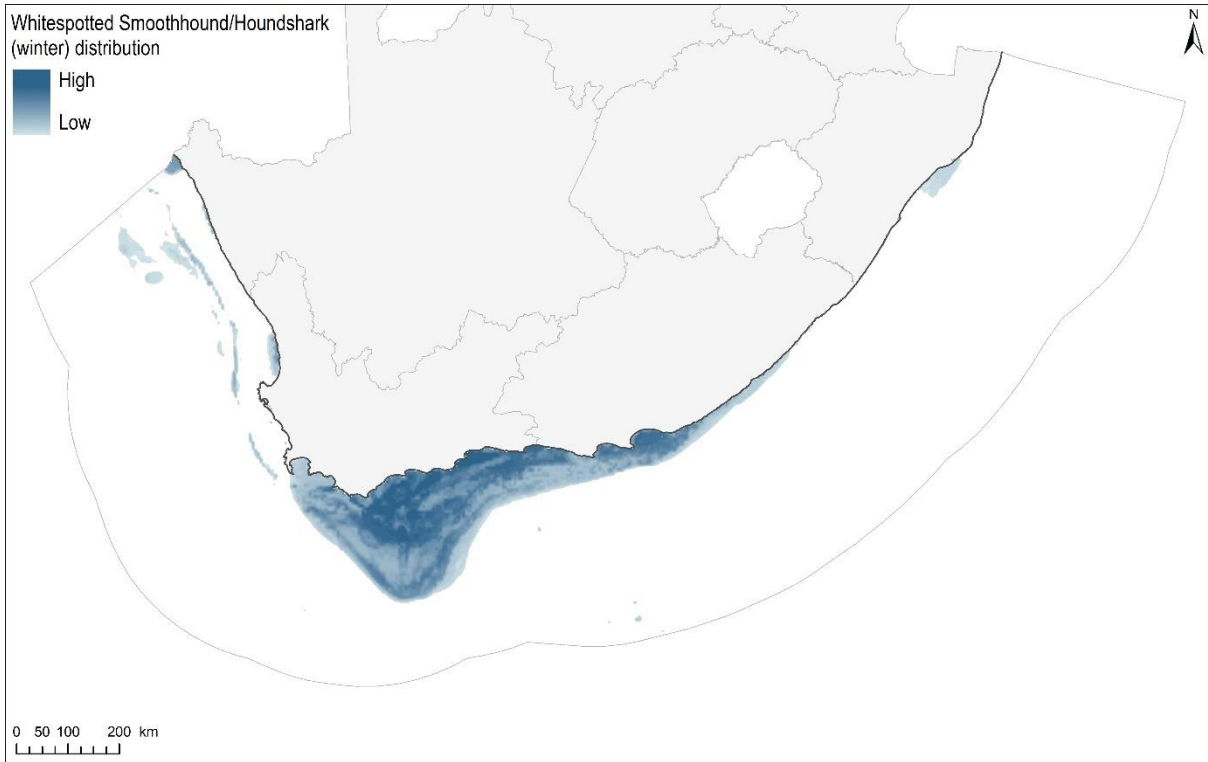 Whitespotted Smoothhound/Houndshark
(winter) distribution
High
Low
N
0 50 100 200 km